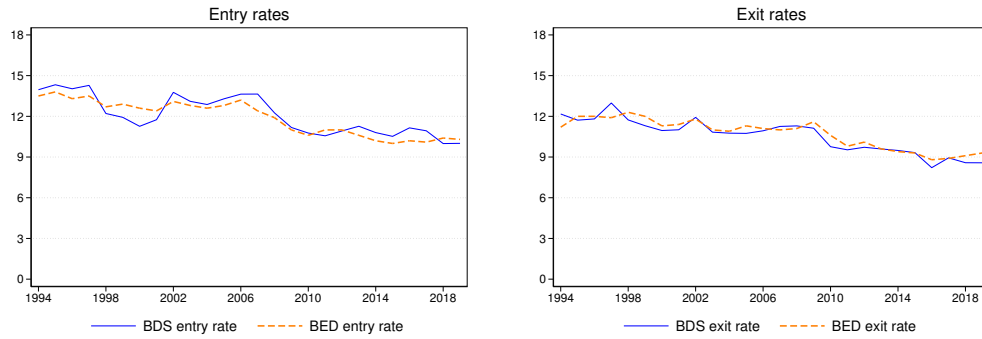 Entry rates
18
15
12
9
6
3
0
1994 1998 2002 2006 2010 2014 2018
BDS entry rate BED entry rate
Exit rates
18
15
12
9
6
3
0
1994 1998 2002 2006 2010 2014 2018
BDS exit rate BED exit rate